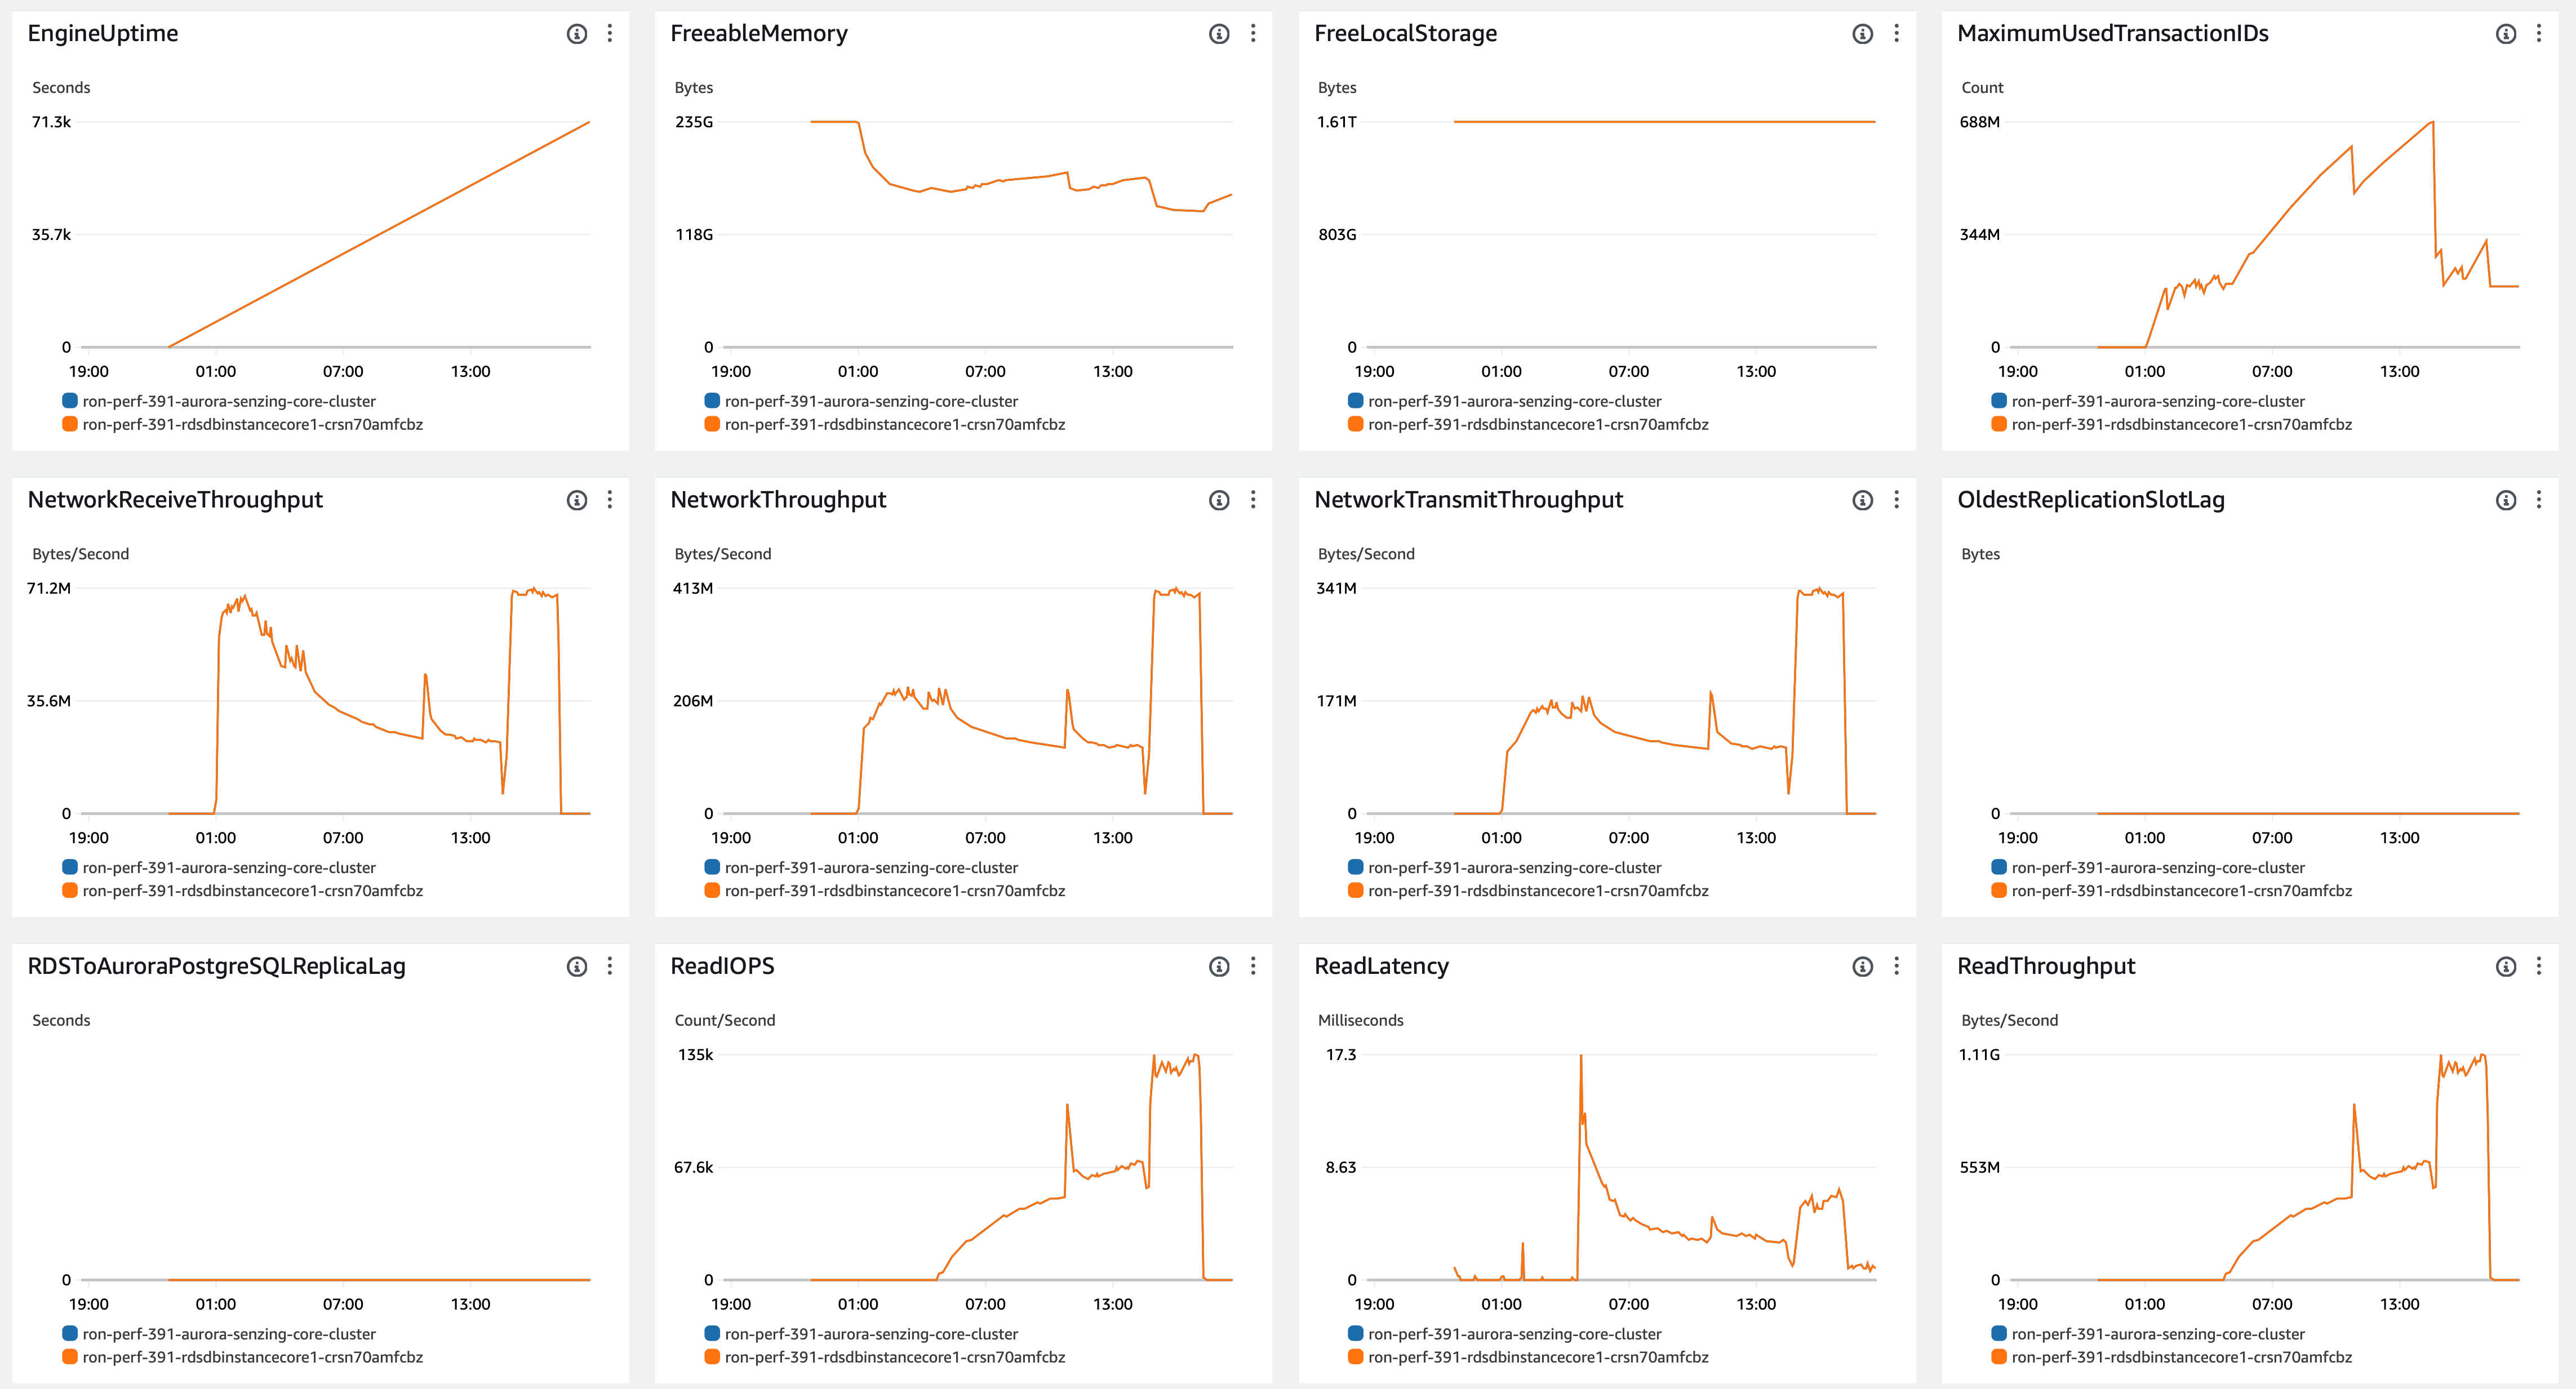 EngineUptime
Seconds
71.3k
35.7k
0
19:00 01:00 07:00 13:00
ron-perf-391-aurora-senzing-core-cluster
ron-perf-391-rdsdbinstancecore1-crsn70amfcbz
FreeableMemory
Bytes
235G
118G
0
19:00 01:00 07:00 13:00
ron-perf-391-aurora-senzing-core-cluster
ron-perf-391-rdsdbinstancecore1-crsn70amfcbz
FreeLocalStorage
Bytes
1.61T
803G
0
19:00 01:00 07:00 13:00
ron-perf-391-aurora-senzing-core-cluster
ron-perf-391-rdsdbinstancecore1-crsn70amfcbz
MaximumUsedTransactionIDs
Count
688M
344M
0
19:00 01:00 07:00 13:00
ron-perf-391-aurora-senzing-core-cluster
ron-perf-391-rdsdbinstancecore1-crsn70amfcbz
NetworkReceiveThroughput
Bytes/Second
71.2M
35.6M
0
19:00 01:00 07:00 13:00
ron-perf-391-aurora-senzing-core-cluster
ron-perf-391-rdsdbinstancecore1-crsn70amfcbz
NetworkThroughput
Bytes/Second
413M
206M
0
19:00 01:00 07:00 13:00
ron-perf-391-aurora-senzing-core-cluster
ron-perf-391-rdsdbinstancecore1-crsn70amfcbz
NetworkTransmitThroughput
Bytes/Second
341M
171M
0
19:00 01:00 07:00 13:00
ron-perf-391-aurora-senzing-core-cluster
ron-perf-391-rdsdbinstancecore1-crsn70amfcbz
OldestReplicationSlotLag
Bytes
0
19:00 01:00 07:00 13:00
ron-perf-391-aurora-senzing-core-cluster
ron-perf-391-rdsdbinstancecore1-crsn70amfcbz
RDSToAuroraPostgreSQLReplicaLag
Seconds
0
19:00 01:00 07:00 13:00
ron-perf-391-aurora-senzing-core-cluster
ron-perf-391-rdsdbinstancecore1-crsn70amfcbz
ReadIOPS
Count/Second
135k
67.6k
0
19:00 01:00 07:00 13:00
ron-perf-391-aurora-senzing-core-cluster
ron-perf-391-rdsdbinstancecore1-crsn70amfcbz
ReadLatency
Milliseconds
17.3
8.63
0
19:00 01:00 07:00 13:00
ron-perf-391-aurora-senzing-core-cluster
ron-perf-391-rdsdbinstancecore1-crsn70amfcbz
ReadThroughput
Bytes/Second
1.11G
553M
0
19:00 01:00 07:00 13:00
ron-perf-391-aurora-senzing-core-cluster
ron-perf-391-rdsdbinstancecore1-crsn70amfcbz